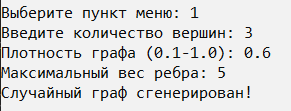 Выберите пункт меню: 1
Введите количество вершин: 3
Плотность графа (0.1-1.0): 0.6
Максимальный вес ребра: 5
Случайный граф сгенерирован!